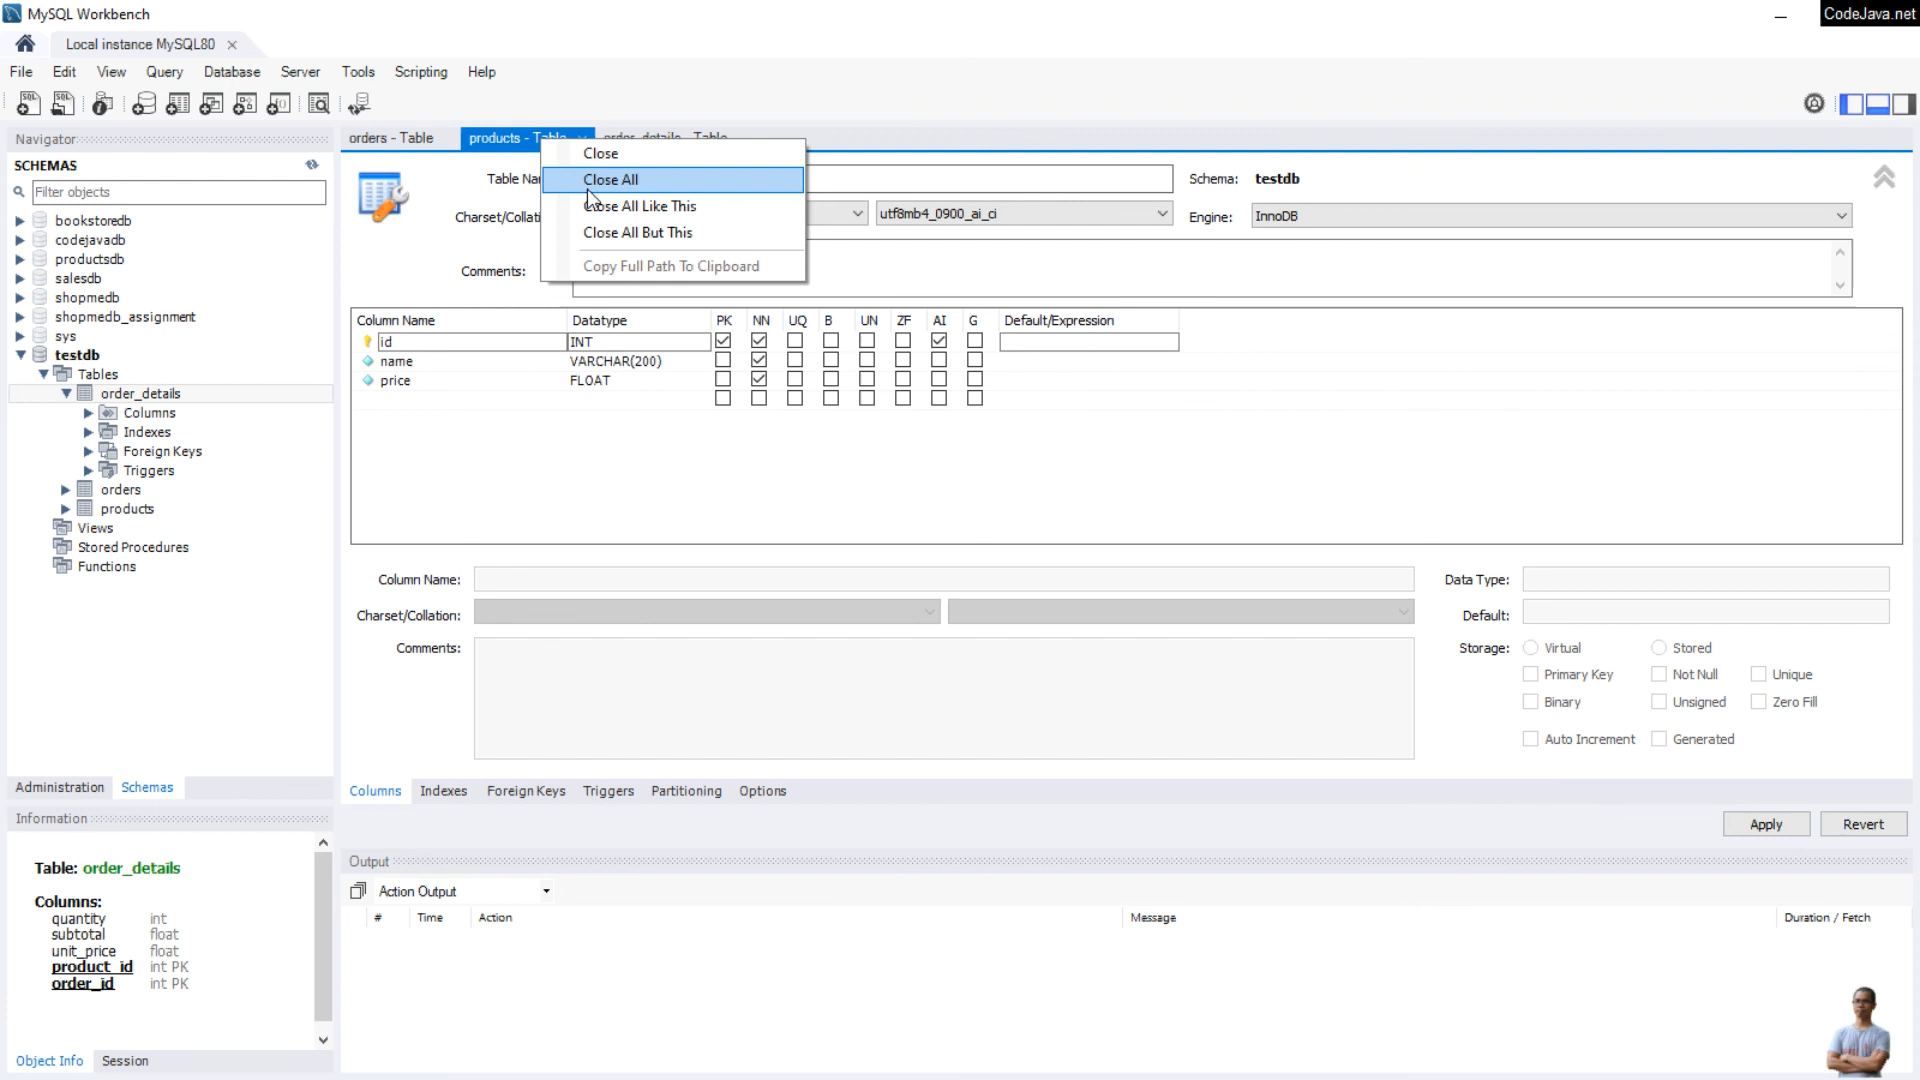 MySQL Workbench
CodeJava.net
Local instance MySQL80
File Edit View Query Database Server Tools Scripting Help
Navigator
SCHEMAS
Filter objects
bookstoredb
codejavadb
productsdb
salesdb
shopmedb
shopmedb_assignment
sys
testdb
Tables
order_details
Columns
Indexes
Foreign Keys
Triggers
orders
products
Views
Stored Procedures
Functions
Administration Schemas
Information
Table: order_details
Columns:
quantity int
subtotal float
unit_price float
product_id int PK
order_id int PK
Object Info Session
orders - Table products - Table order_details - Table
Close
Close All
Close All Like This
Close All But This
Copy Full Path To Clipboard
Schema: testdb
utf8mb4_0900_ai_ci Engine: InnoDB
Comments:
Column Name Datatype PK NN UQ B UN ZF AI G Default/Expression
id INT
name VARCHAR(200)
price FLOAT
Column Name: Data Type:
Charset/Collation: Default:
Comments: Storage: Virtual Stored
Primary Key Not Null Unique
Binary Unsigned Zero Fill
Auto Increment Generated
Columns Indexes Foreign Keys Triggers Partitioning Options
Apply Revert
Output
Action Output
# Time Action Message Duration / Fetch